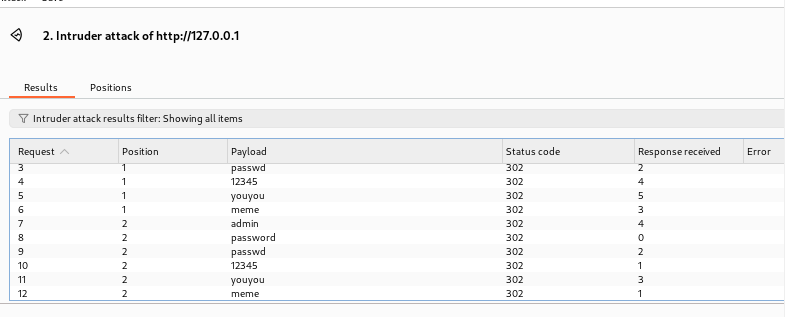 2. Intruder attack of http://127.0.0.1
Results Positions
Intruder attack results filter: Showing all items
Request Position Payload Status code Response received Error
3 1 passwd 302 2
4 1 12345 302 4
5 1 youyou 302 5
6 1 meme 302 3
7 2 admin 302 4
8 2 password 302 0
9 2 passwd 302 2
10 2 12345 302 1
11 2 youyou 302 3
12 2 meme 302 1